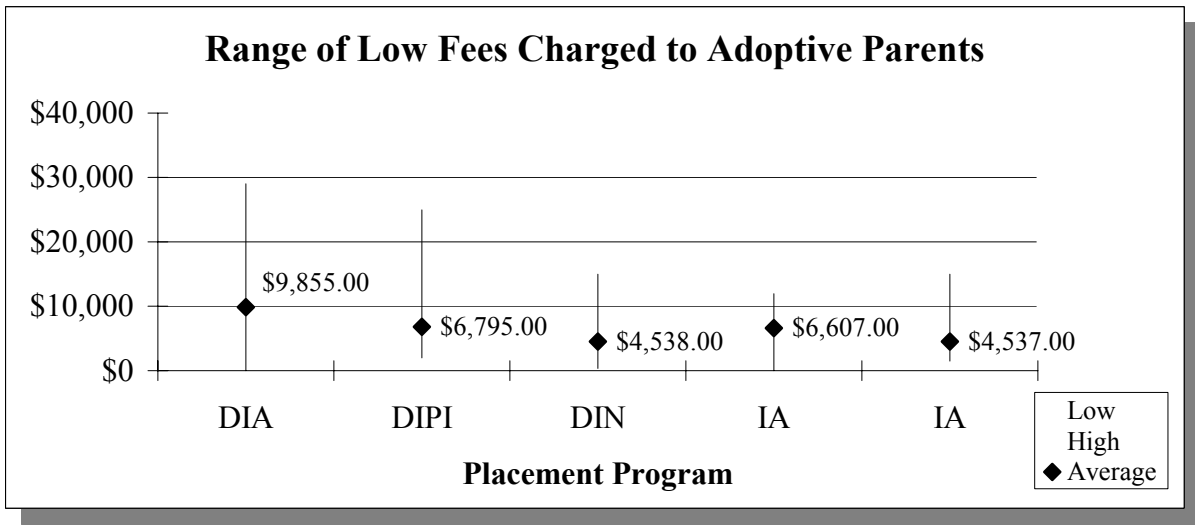 Range of Low Fees Charged to Adoptive Parents
$40,000
$30,000
$20,000
$10,000
$0
$9,855.00
$6,795.00
$4,538.00
$6,607.00
$4,537.00
DIA DIPI DIN IA IA
Placement Program
Low
High
Average